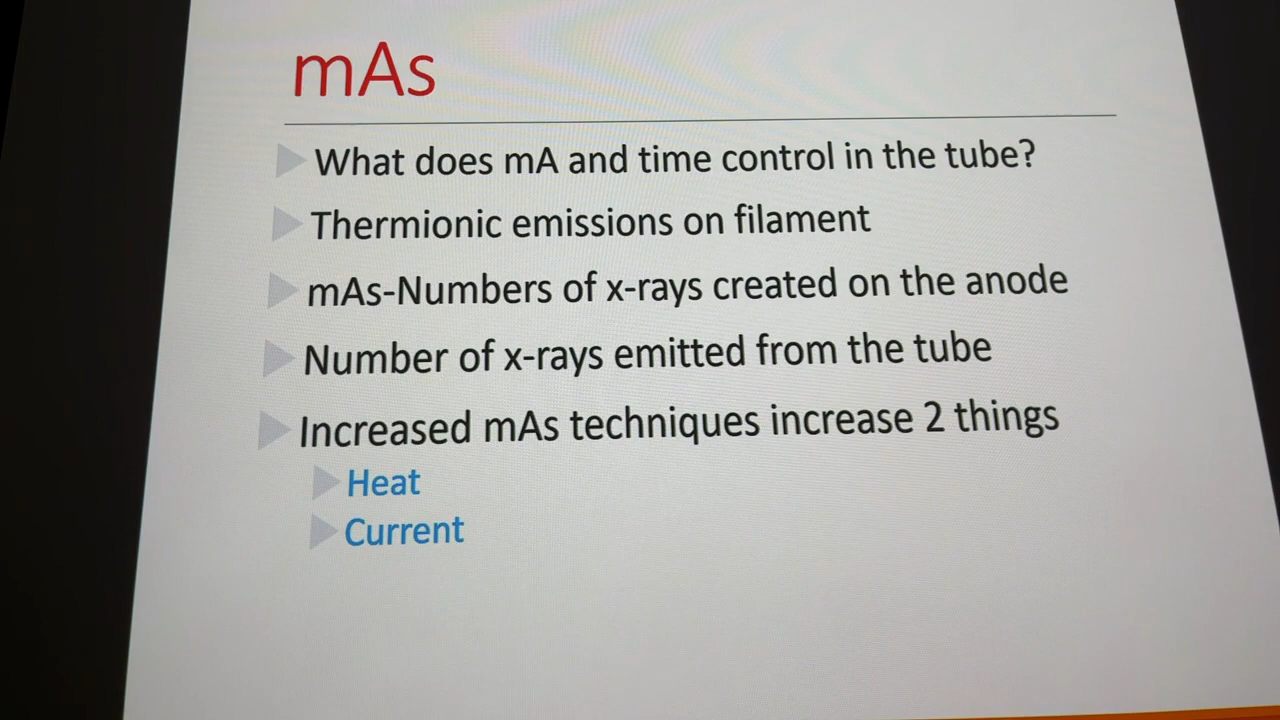 mAs
What does mA and time control in the tube?
Thermionic emissions on filament
mAs-Numbers of x-rays created on the anode
Number of x-rays emitted from the tube
Increased mAs techniques increase 2 things
Heat
Current